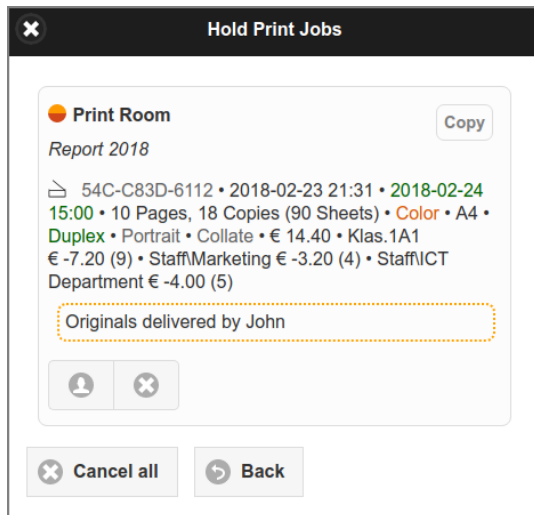 Hold Print Jobs
Print Room
Copy
Report 2018
54C-C83D-6112 • 2018-02-23 21:31 • 2018-02-24
15:00 • 10 Pages, 18 Copies (90 Sheets) • Color • A4 •
Duplex • Portrait • Collate • € 14.40 • Klas.1A1
€ -7.20 (9) • Staff\Marketing € -3.20 (4) • Staff\ICT
Department € -4.00 (5)
Originals delivered by John
Cancel all
Back